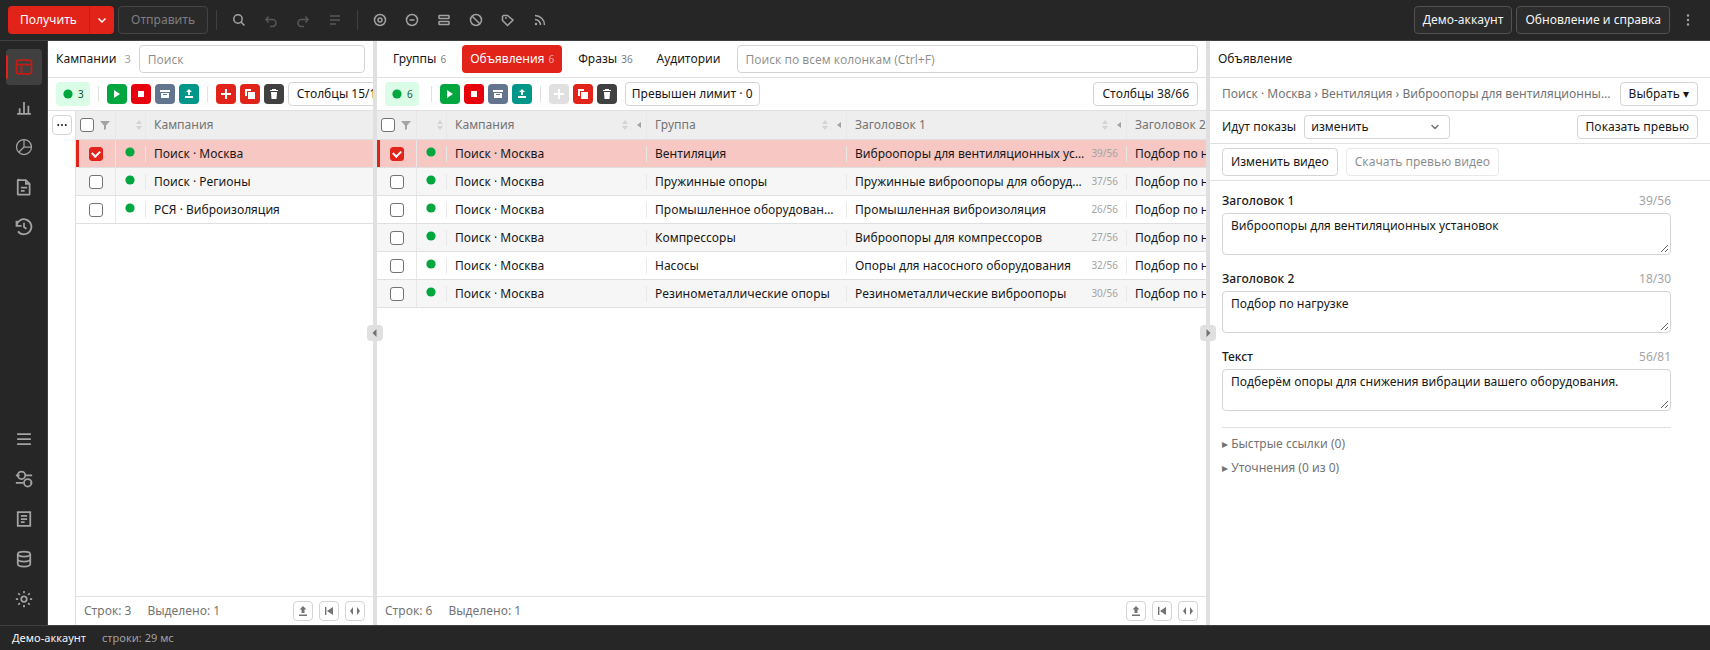 Получить
Отправить
Демо-аккаунт
Обновление и справка
Кампании 3
Поиск
Группы 6
Объявления 6
Фразы 36
Аудитории
Поиск по всем колонкам (Ctrl+F)
Объявление
3
Столбцы 15/1
6
Превышен лимит · 0
Столбцы 38/66
Поиск · Москва › Вентиляция › Виброопоры для вентиляционны...
Выбрать ▾
Кампания
Кампания
Группа
Заголовок 1
Заголовок 2
Идут показы
изменить
Показать превью
Поиск · Москва
Поиск · Регионы
РСЯ · Виброизоляция
Поиск · Москва Вентиляция Виброопоры для вентиляционных ус... 39/56 Подбор по н
Поиск · Москва Пружинные опоры Пружинные виброопоры для оборуд... 37/56 Подбор по н
Поиск · Москва Промышленное оборудован... Промышленная виброизоляция 26/56 Подбор по н
Поиск · Москва Компрессоры Виброопоры для компрессоров 27/56 Подбор по н
Поиск · Москва Насосы Опоры для насосного оборудования 32/56 Подбор по н
Поиск · Москва Резинометаллические опоры Резинометаллические виброопоры 30/56 Подбор по н
Изменить видео
Скачать превью видео
Заголовок 1 39/56
Виброопоры для вентиляционных установок
Заголовок 2 18/30
Подбор по нагрузке
Текст 56/81
Подберём опоры для снижения вибрации вашего оборудования.
▸ Быстрые ссылки (0)
▸ Уточнения (0 из 0)
Строк: 3 Выделено: 1
Строк: 6 Выделено: 1
Демо-аккаунт строки: 29 мс